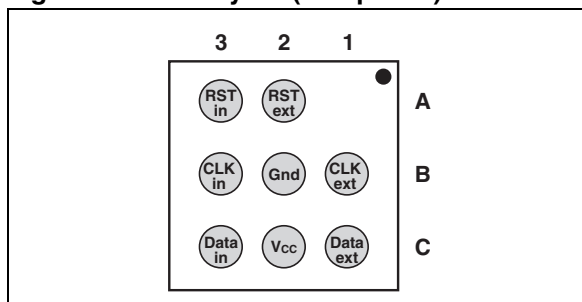 3 2 1
RST in
RST ext
A
CLK in
Gnd
CLK ext
B
Data in
Vcc
Data ext
C